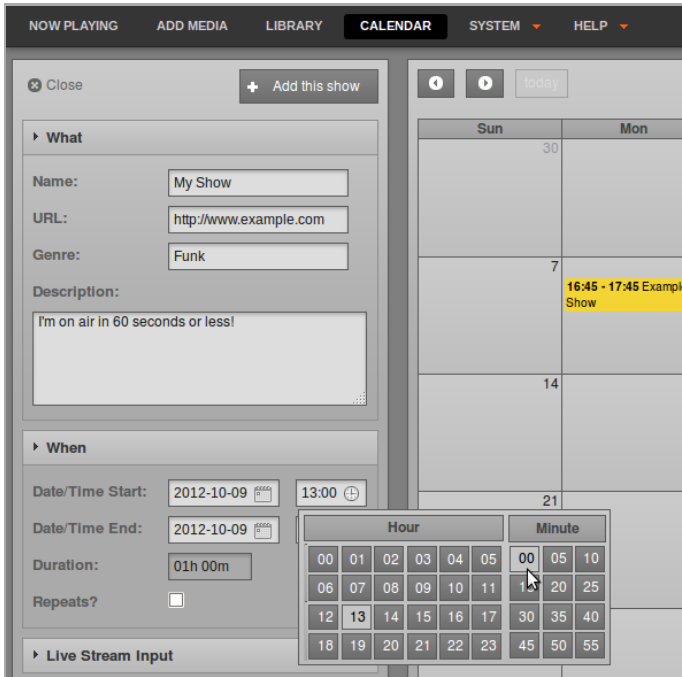 NOW PLAYING ADD MEDIA LIBRARY CALENDAR SYSTEM HELP
Close
Add this show
today
What
Name: My Show
URL: http://www.example.com
Genre: Funk
Description:
I'm on air in 60 seconds or less!
When
Date/Time Start: 2012-10-09 13:00
Date/Time End: 2012-10-09
Duration: 01h 00m
Repeats?
Live Stream Input
Sun Mon
30
7
16:45 - 17:45 Example
Show
14
21
Hour Minute
00 01 02 03 04 05 00 05 10
06 07 08 09 10 11 15 20 25
12 13 14 15 16 17 30 35 40
18 19 20 21 22 23 45 50 55